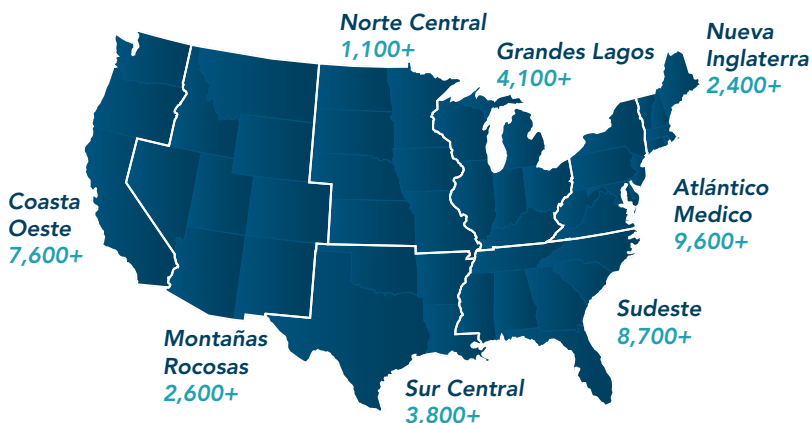 Norte Central
1,100+
Grandes Lagos
4,100+
Nueva
Inglaterra
2,400+
Coasta
Oeste
7,600+
Atlántico
Medico
9,600+
Sudeste
8,700+
Montañas
Rocosas
2,600+
Sur Central
3,800+